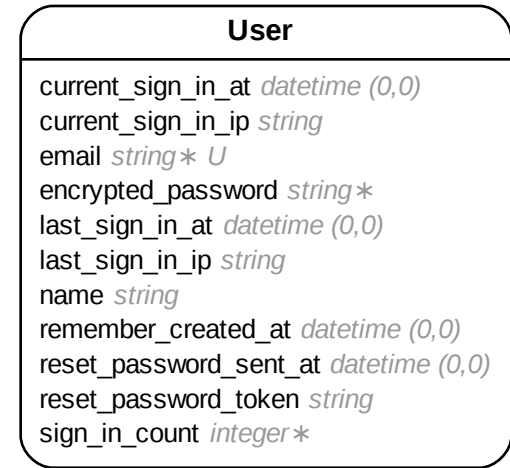 User
current_sign_in_at datetime (0,0)
current_sign_in_ip string
email string∗ U
encrypted_password string∗
last_sign_in_at datetime (0,0)
last_sign_in_ip string
name string
remember_created_at datetime (0,0)
reset_password_sent_at datetime (0,0)
reset_password_token string
sign_in_count integer∗